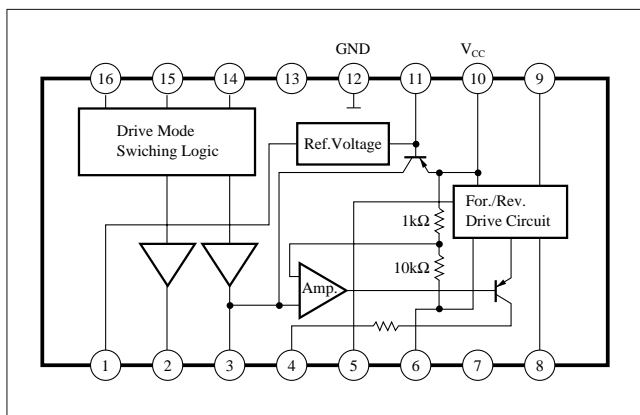 GND
V_CC
16 15 14 13 12 11 10 9
Drive Mode
Swiching Logic
Ref.Voltage
For./Rev.
Drive Circuit
1kΩ
10kΩ
Amp.
1 2 3 4 5 6 7 8